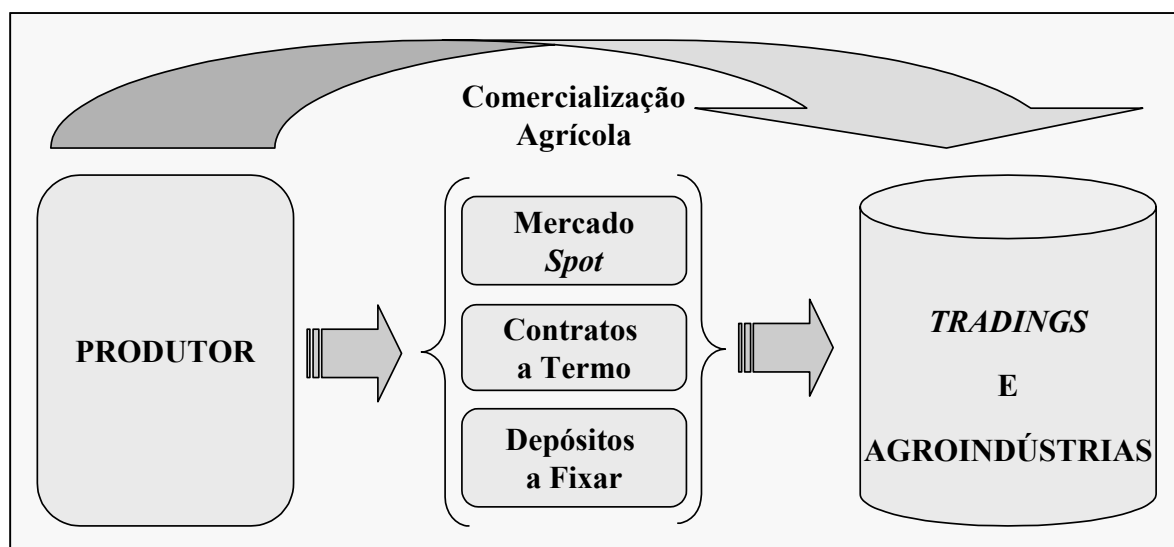 Comercialização
Agrícola
PRODUTOR
Mercado
Spot
Contratos
a Termo
Depósitos
a Fixar
TRADINGS
E
AGROINDÚSTRIAS